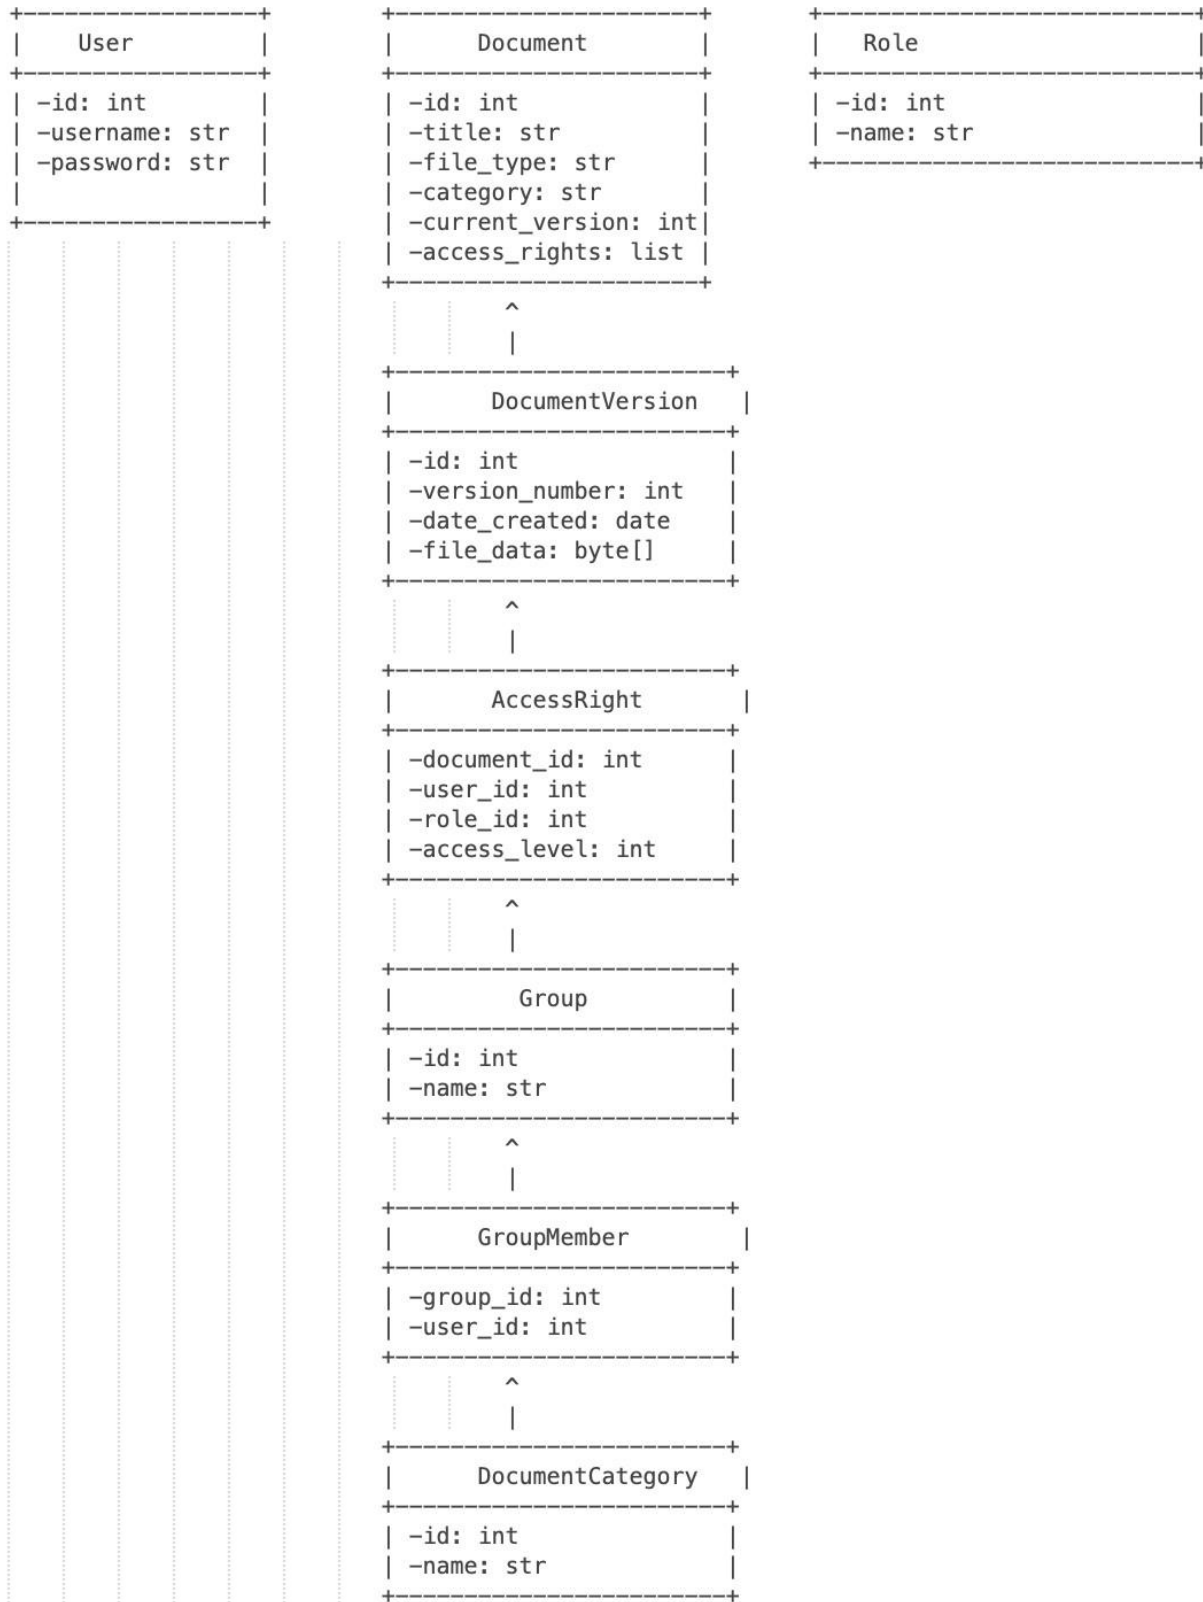 +-----------------+        +-----------------------+       +---------------------------+
|    User         |        |      Document         |       |   Role                    |
+-----------------+        +-----------------------+       +---------------------------+
| -id: int        |        | -id: int              |       | -id: int                  |
| -username: str  |        | -title: str           |       | -name: str                |
| -password: str  |        | -file_type: str       |       +---------------------------+
|                 |        | -category: str        |
+-----------------+        | -current_version: int|
| -access_rights: list |
+-----------------------+
^
|
+-------------------------+
|       DocumentVersion   |
+-------------------------+
| -id: int                |
| -version_number: int    |
| -date_created: date     |
| -file_data: byte[]      |
+-------------------------+
^
|
+-------------------------+
|       AccessRight       |
+-------------------------+
| -document_id: int       |
| -user_id: int           |
| -role_id: int           |
| -access_level: int      |
+-------------------------+
^
|
+-------------------------+
|         Group           |
+-------------------------+
| -id: int                |
| -name: str              |
+-------------------------+
^
|
+-------------------------+
|      GroupMember        |
+-------------------------+
| -group_id: int          |
| -user_id: int           |
+-------------------------+
^
|
+-------------------------+
|      DocumentCategory   |
+-------------------------+
| -id: int                |
| -name: str              |
+-------------------------+